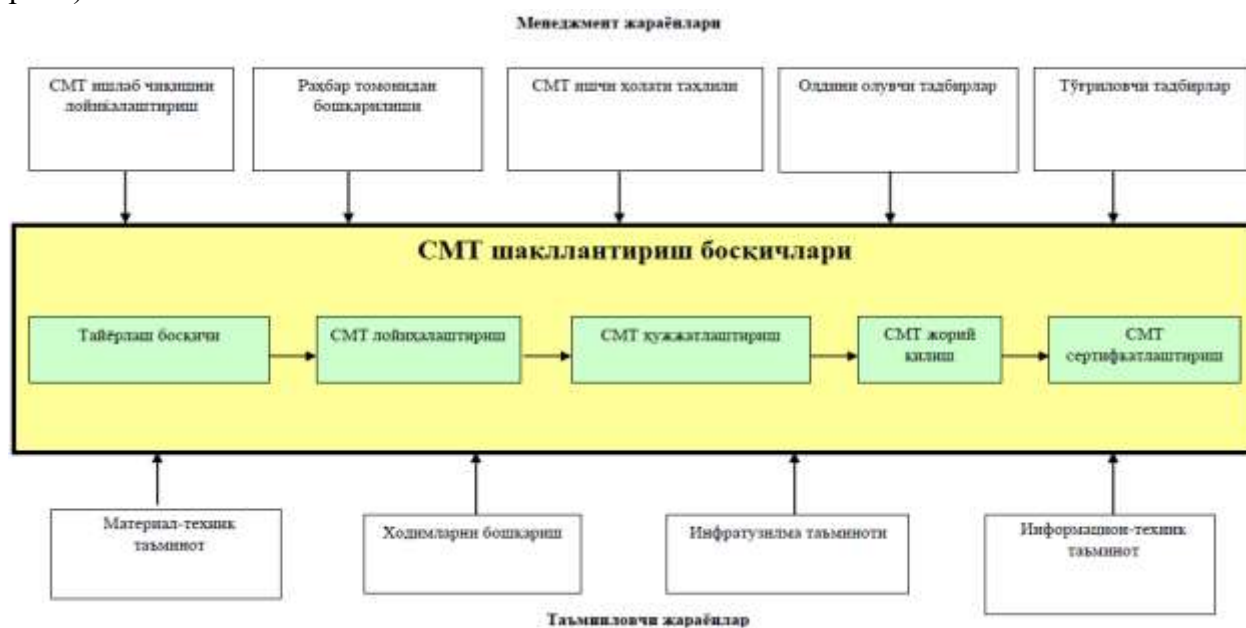 Менеджмент жараёнлари
СМТ ишлаб чиқишни
лойиқалаштириш
Раҳбар томонидан
бошқарилиши
СМТ ишчи ҳолати таҳлили
Олдини олувчи тадбирлар
Тўғриловчи тадбирлар
СМТ шакллантириш босқичлари
Тайёрлаш босқичи
СМТ лойиҳалаштириш
СМТ ҳужжатлаштириш
СМТ жорий
қилиш
СМТ
сертифкатлаштириш
Материал-техник
таъминот
Ходимларни бошқариш
Инфратузилма таъминоти
Информацион-техник
таъминот
Таъминловчи жараёнлар